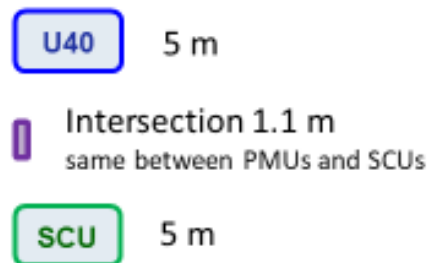 U40 5 m
Intersection 1.1 m
same between PMUs and SCUs
SCU 5 m